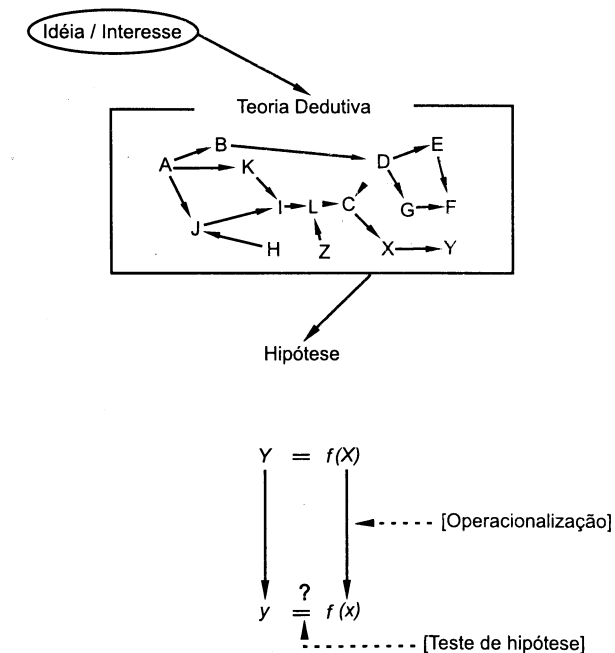 Idéia / Interesse
Teoria Dedutiva
B
E
A
K
D
I
L
C
G
F
J
H
Z
X
Y
Hipótese
Y = f(X)
[Operacionalização]
?
y = f(x)
[Teste de hipótese]